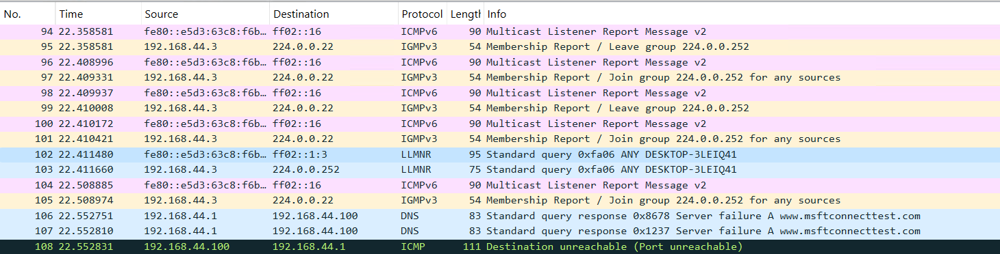 No. Time Source Destination Protocol Length Info
94 22.358581 fe80::e5d3:63c8:f6b… ff02::16 ICMPv6 90 Multicast Listener Report Message v2
95 22.358581 192.168.44.3 224.0.0.22 IGMPv3 54 Membership Report / Leave group 224.0.0.252
96 22.408996 fe80::e5d3:63c8:f6b… ff02::16 ICMPv6 90 Multicast Listener Report Message v2
97 22.409331 192.168.44.3 224.0.0.22 IGMPv3 54 Membership Report / Join group 224.0.0.252 for any sources
98 22.409937 fe80::e5d3:63c8:f6b… ff02::16 ICMPv6 90 Multicast Listener Report Message v2
99 22.410008 192.168.44.3 224.0.0.22 IGMPv3 54 Membership Report / Leave group 224.0.0.252
100 22.410172 fe80::e5d3:63c8:f6b… ff02::16 ICMPv6 90 Multicast Listener Report Message v2
101 22.410421 192.168.44.3 224.0.0.22 IGMPv3 54 Membership Report / Join group 224.0.0.252 for any sources
102 22.411480 fe80::e5d3:63c8:f6b… ff02::1:3 LLMNR 95 Standard query 0xfa06 ANY DESKTOP-3LEIQ41
103 22.411660 192.168.44.3 224.0.0.252 LLMNR 75 Standard query 0xfa06 ANY DESKTOP-3LEIQ41
104 22.508885 fe80::e5d3:63c8:f6b… ff02::16 ICMPv6 90 Multicast Listener Report Message v2
105 22.508974 192.168.44.3 224.0.0.22 IGMPv3 54 Membership Report / Join group 224.0.0.252 for any sources
106 22.552751 192.168.44.1 192.168.44.100 DNS 83 Standard query response 0x8678 Server failure A www.msftconnecttest.com
107 22.552810 192.168.44.1 192.168.44.100 DNS 83 Standard query response 0x1237 Server failure A www.msftconnecttest.com
108 22.552831 192.168.44.100 192.168.44.1 ICMP 111 Destination unreachable (Port unreachable)